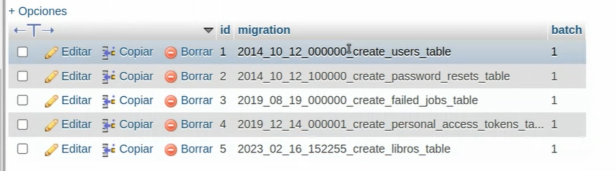 + Opciones
id migration batch
Editar Copiar Borrar 1 2014_10_12_000000_create_users_table 1
Editar Copiar Borrar 2 2014_10_12_100000_create_password_resets_table 1
Editar Copiar Borrar 3 2019_08_19_000000_create_failed_jobs_table 1
Editar Copiar Borrar 4 2019_12_14_000001_create_personal_access_tokens_ta... 1
Editar Copiar Borrar 5 2023_02_16_152255_create_libros_table 1